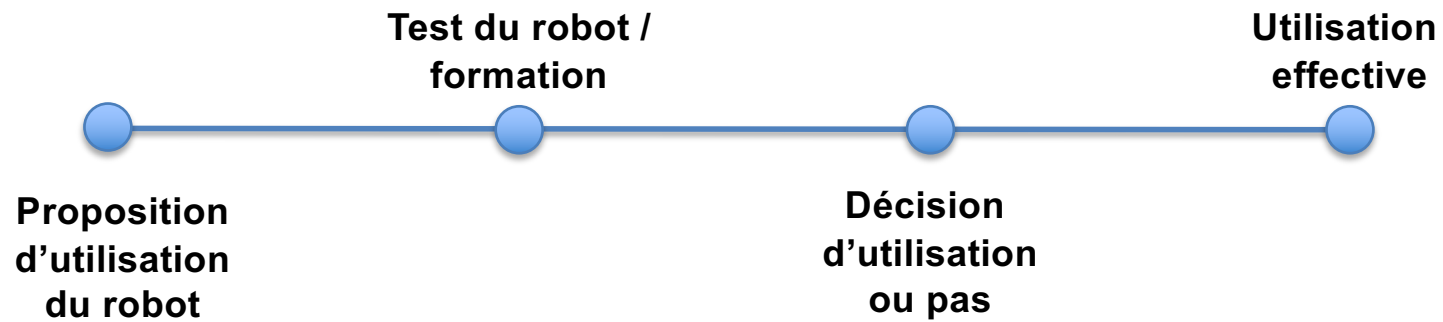 Proposition
d’utilisation
du robot
Test du robot /
formation
Décision
d’utilisation
ou pas
Utilisation
effective